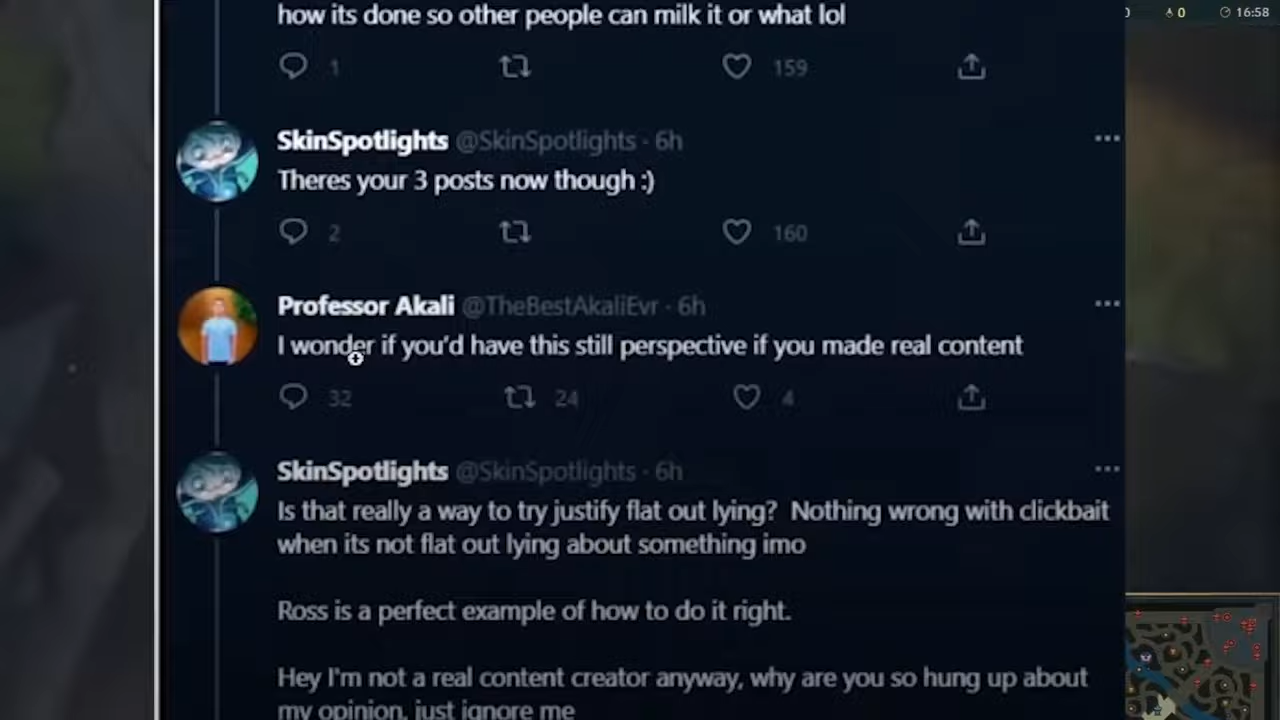 0 0 16:58
how its done so other people can milk it or what lol
1 159
SkinSpotlights @SkinSpotlights · 6h
Theres your 3 posts now though :)
2 160
Professor Akali @TheBestAkaliEvr · 6h
I wonder if you'd have this still perspective if you made real content
32 24 4
SkinSpotlights @SkinSpotlights · 6h
Is that really a way to try justify flat out lying?  Nothing wrong with clickbait
when its not flat out lying about something imo
Ross is a perfect example of how to do it right.
Hey I'm not a real content creator anyway, why are you so hung up about
my opinion, just ignore me